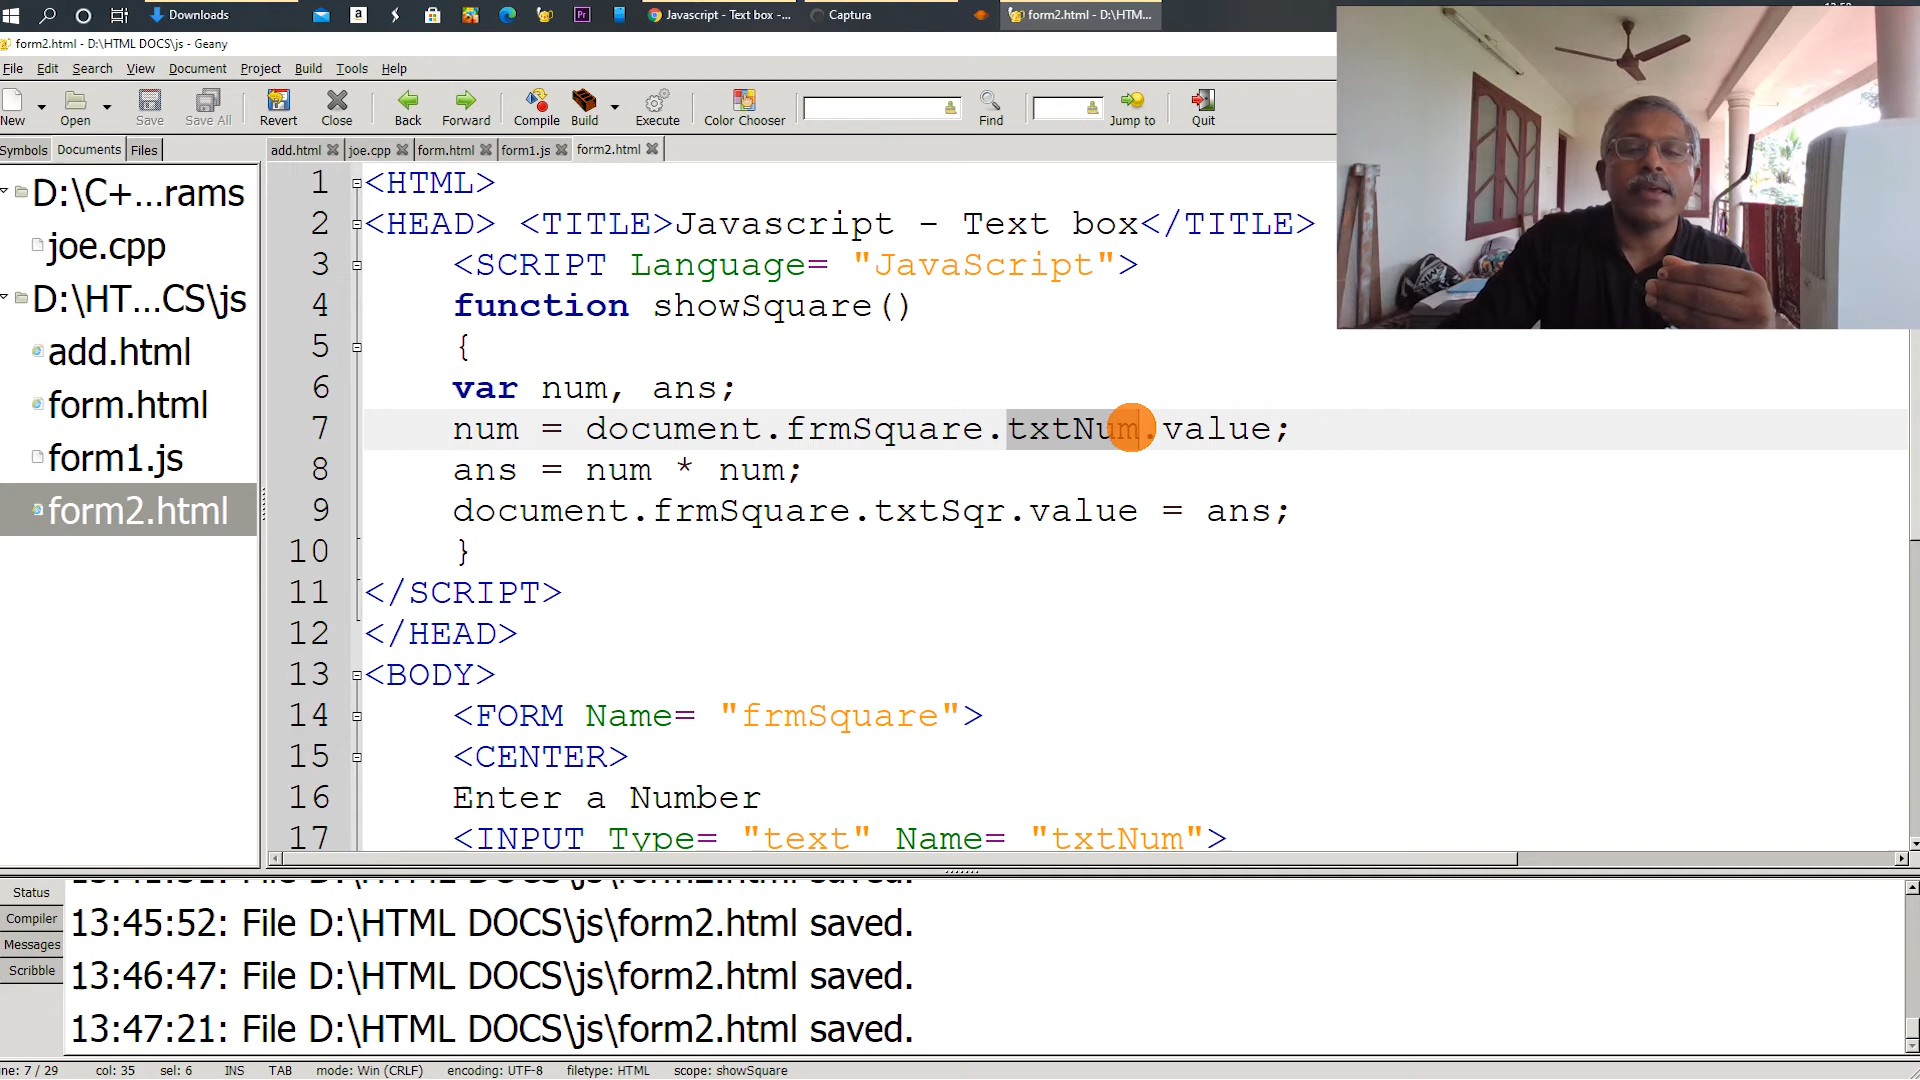 Downloads
Javascript - Text box -...
Captura
form2.html - D:\HTM...
form2.html - D:\HTML DOCS\js - Geany
File Edit Search View Document Project Build Tools Help
New Open Save Save All Revert Close Back Forward Compile Build Execute Color Chooser Find Jump to Quit
Symbols Documents Files
add.html joe.cpp form.html form1.js form2.html
D:\C+...rams
joe.cpp
D:\HT...CS\js
add.html
form.html
form1.js
form2.html
1 <HTML>
2 <HEAD> <TITLE>Javascript - Text box</TITLE>
3 <SCRIPT Language= "JavaScript">
4 function showSquare()
5 {
6 var num, ans;
7 num = document.frmSquare.txtNum.value;
8 ans = num * num;
9 document.frmSquare.txtSqr.value = ans;
10 }
11 </SCRIPT>
12 </HEAD>
13 <BODY>
14 <FORM Name= "frmSquare">
15 <CENTER>
16 Enter a Number
17 <INPUT Type= "text" Name= "txtNum">
Status
Compiler
Messages
Scribble
13:45:52: File D:\HTML DOCS\js\form2.html saved.
13:46:47: File D:\HTML DOCS\js\form2.html saved.
13:47:21: File D:\HTML DOCS\js\form2.html saved.
ine: 7 / 29 col: 35 sel: 6 INS TAB mode: Win (CRLF) encoding: UTF-8 filetype: HTML scope: showSquare